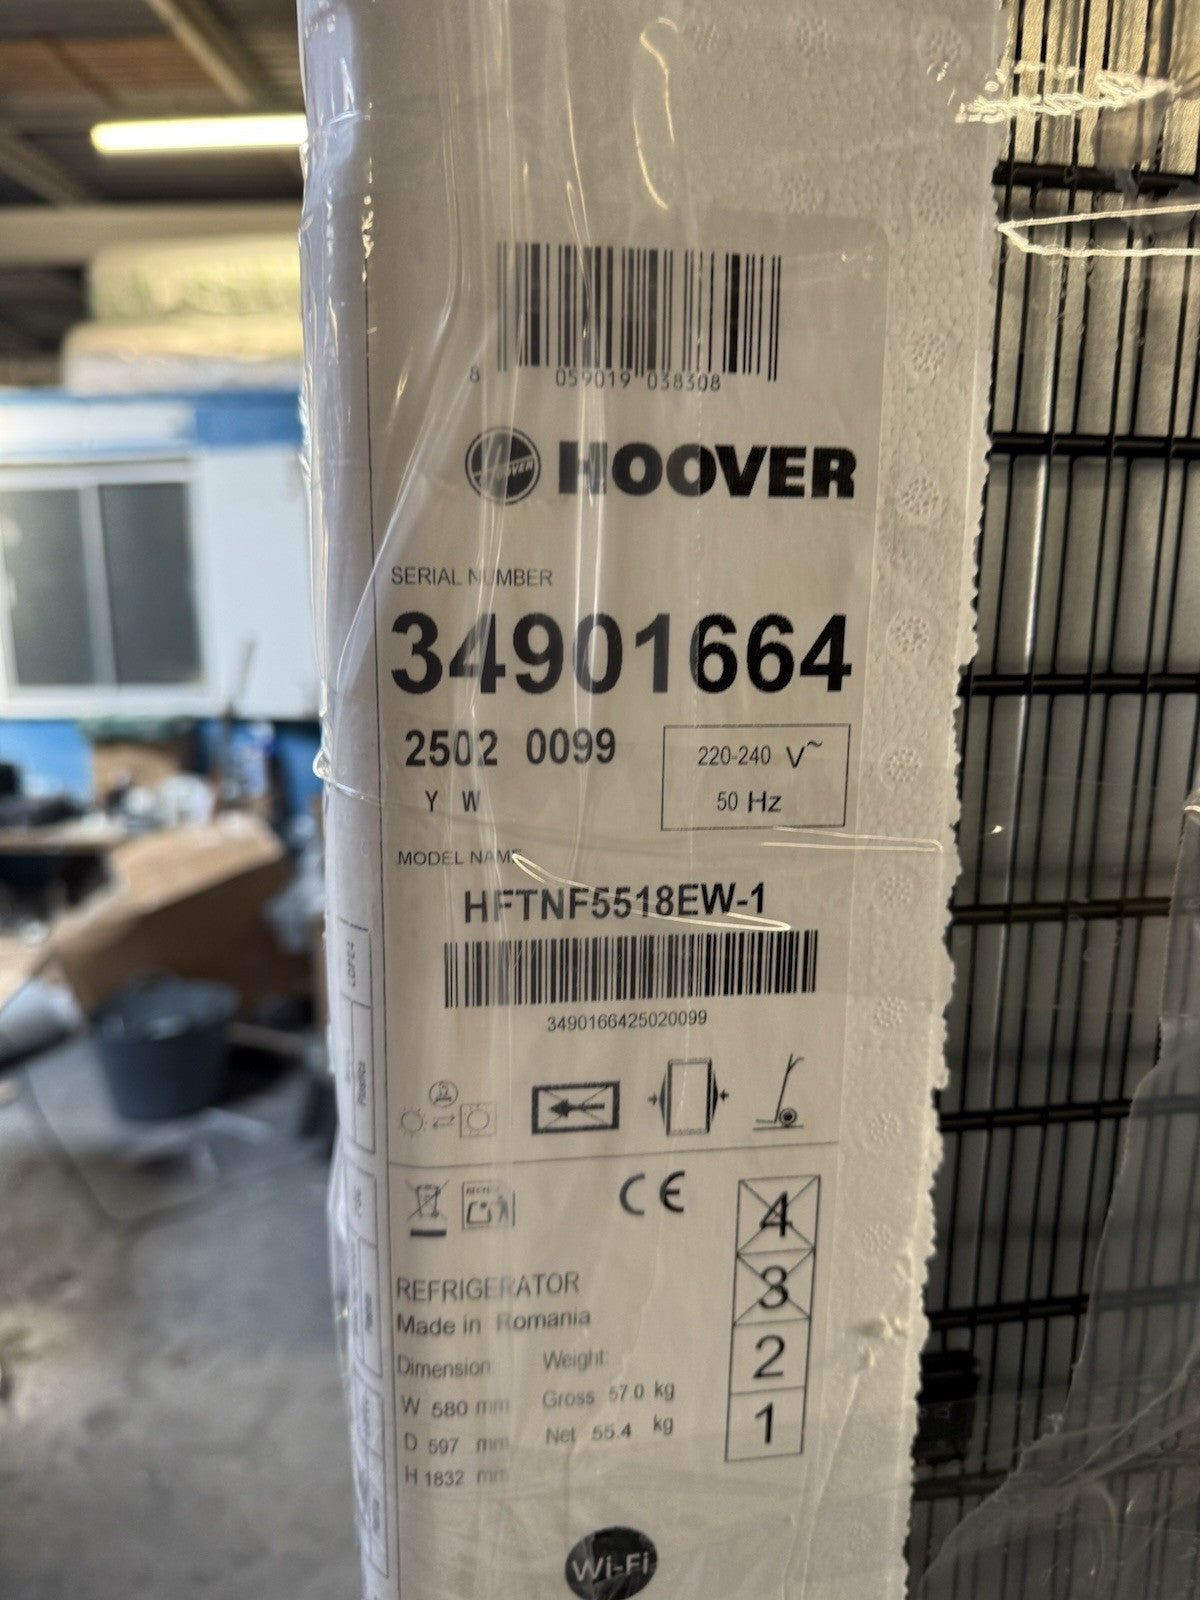 8 059019 038308
HOOVER HOOVER
SERIAL NUMBER
34901664
2502 0099
Y W
220-240 V~
50 Hz
MODEL NAME
HFTNF5518EW-1
3490166425020099
CE
4
3
2
1
REFRIGERATOR
Made in Romania
Dimension: Weight:
W 580 mm Gross 57.0 kg
D 597 mm Net 55.4 kg
H 1832 mm
Wi-Fi
LDPE4